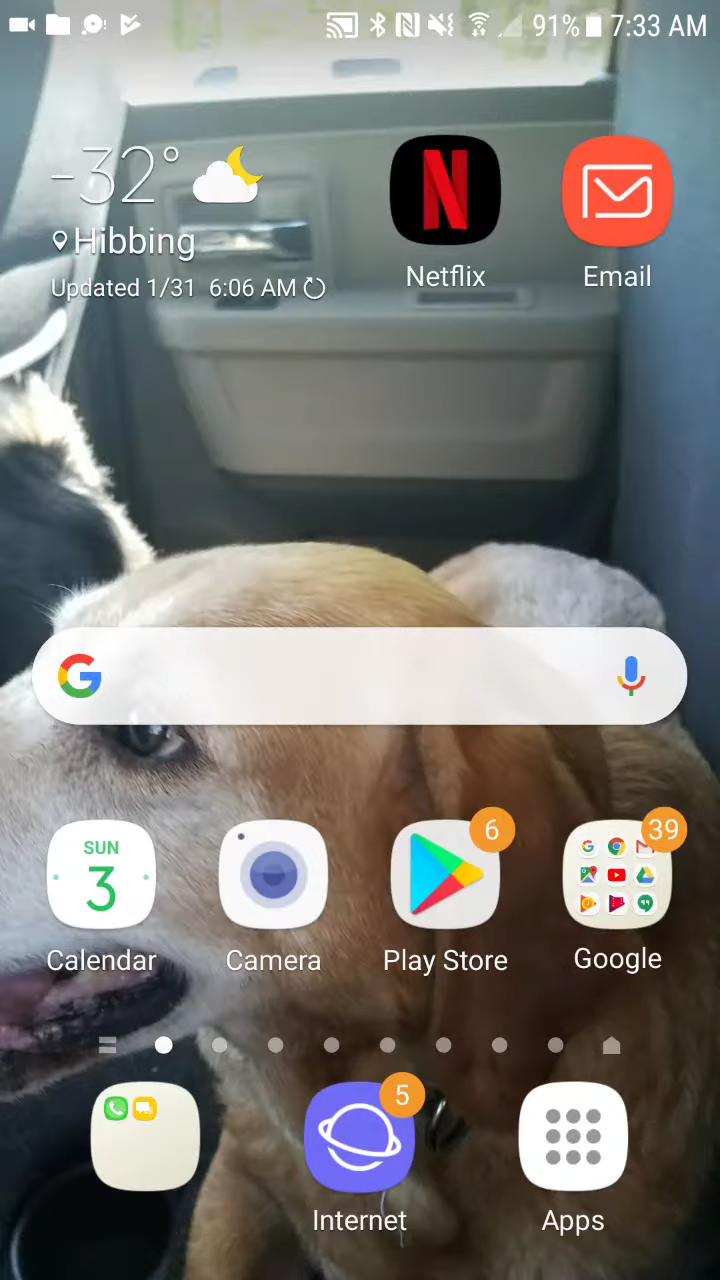 91% 7:33 AM
-32°
Hibbing
Updated 1/31 6:06 AM
Netflix
Email
SUN
3
6
39
Calendar
Camera
Play Store
Google
5
Internet
Apps